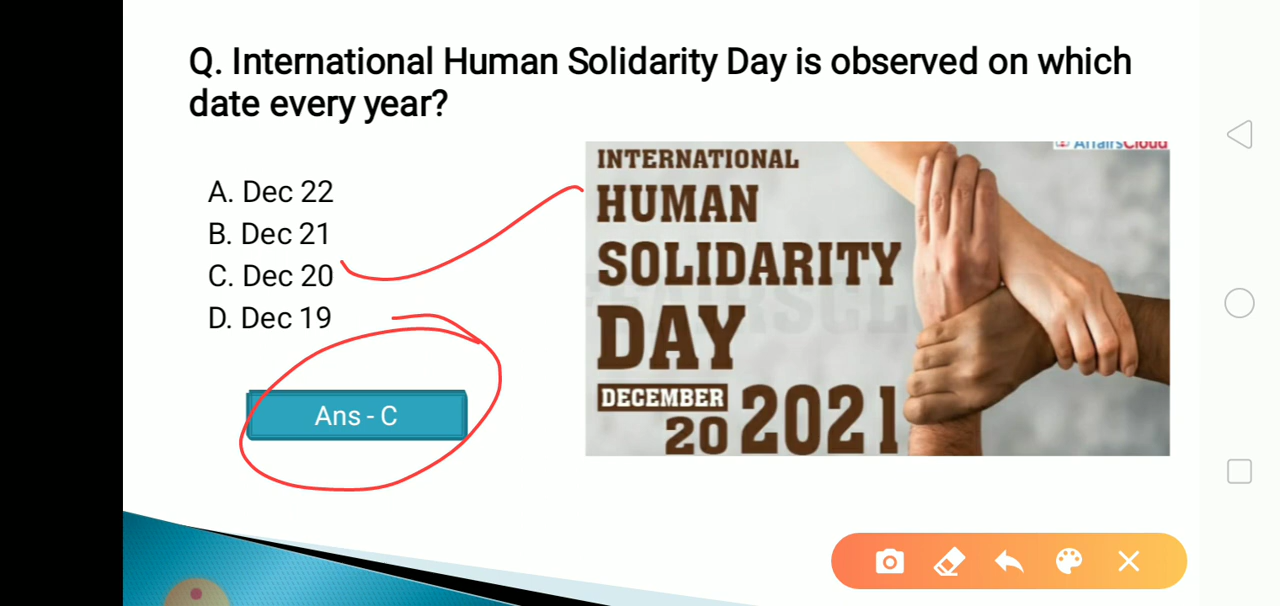 Q. International Human Solidarity Day is observed on which
date every year?
A. Dec 22
B. Dec 21
C. Dec 20
D. Dec 19
Ans - C
AffairsCloud
INTERNATIONAL
HUMAN
SOLIDARITY
DAY
DECEMBER
20 2021